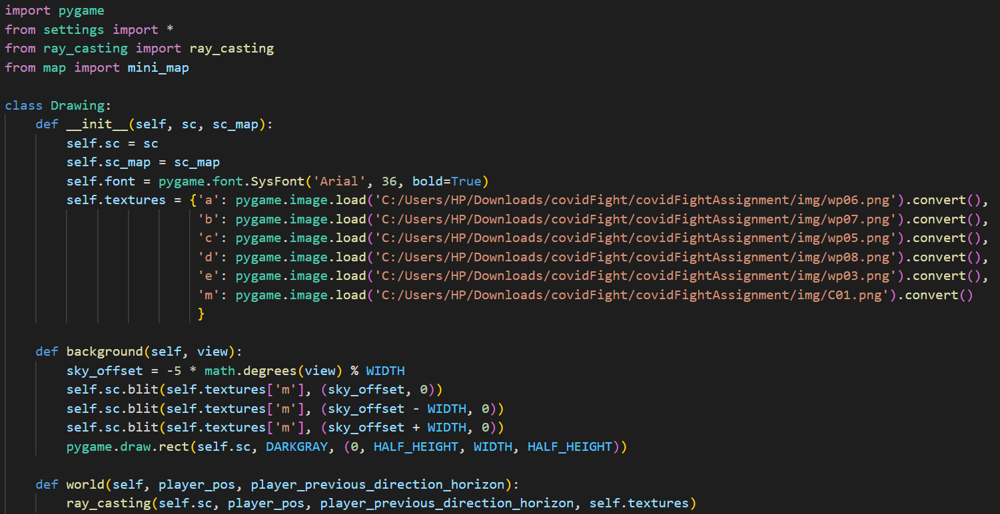 import pygame
from settings import *
from ray_casting import ray_casting
from map import mini_map

class Drawing:
    def __init__(self, sc, sc_map):
        self.sc = sc
        self.sc_map = sc_map
        self.font = pygame.font.SysFont('Arial', 36, bold=True)
        self.textures = {'a': pygame.image.load('C:/Users/HP/Downloads/covidFight/covidFightAssignment/img/wp06.png').convert(),
                         'b': pygame.image.load('C:/Users/HP/Downloads/covidFight/covidFightAssignment/img/wp07.png').convert(),
                         'c': pygame.image.load('C:/Users/HP/Downloads/covidFight/covidFightAssignment/img/wp05.png').convert(),
                         'd': pygame.image.load('C:/Users/HP/Downloads/covidFight/covidFightAssignment/img/wp08.png').convert(),
                         'e': pygame.image.load('C:/Users/HP/Downloads/covidFight/covidFightAssignment/img/wp03.png').convert(),
                         'm': pygame.image.load('C:/Users/HP/Downloads/covidFight/covidFightAssignment/img/C01.png').convert()
                         }

    def background(self, view):
        sky_offset = -5 * math.degrees(view) % WIDTH
        self.sc.blit(self.textures['m'], (sky_offset, 0))
        self.sc.blit(self.textures['m'], (sky_offset - WIDTH, 0))
        self.sc.blit(self.textures['m'], (sky_offset + WIDTH, 0))
        pygame.draw.rect(self.sc, DARKGRAY, (0, HALF_HEIGHT, WIDTH, HALF_HEIGHT))

    def world(self, player_pos, player_previous_direction_horizon):
        ray_casting(self.sc, player_pos, player_previous_direction_horizon, self.textures)